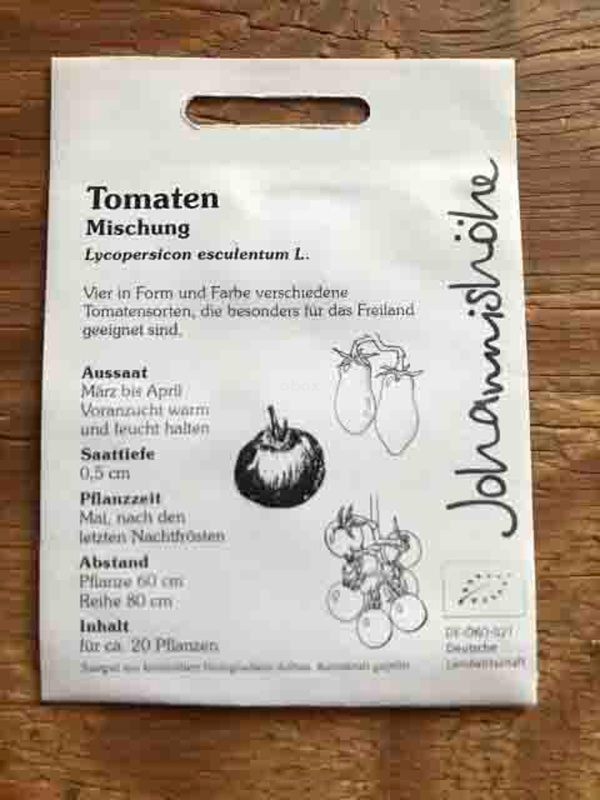 Tomaten
Mischung
Lycopersicon esculentum L.
Vier in Form und Farbe verschiedene
Tomatensorten, die besonders für das Freiland
geeignet sind.
Aussaat
März bis April
Voranzucht warm
und feucht halten
Saattiefe
0,5 cm
Pflanzzeit
Mai, nach den
letzten Nachtfrösten
Abstand
Pflanze 60 cm
Reihe 80 cm
Inhalt
für ca. 20 Pflanzen
Johannishöhe
Deutsche
Landwirtschaft